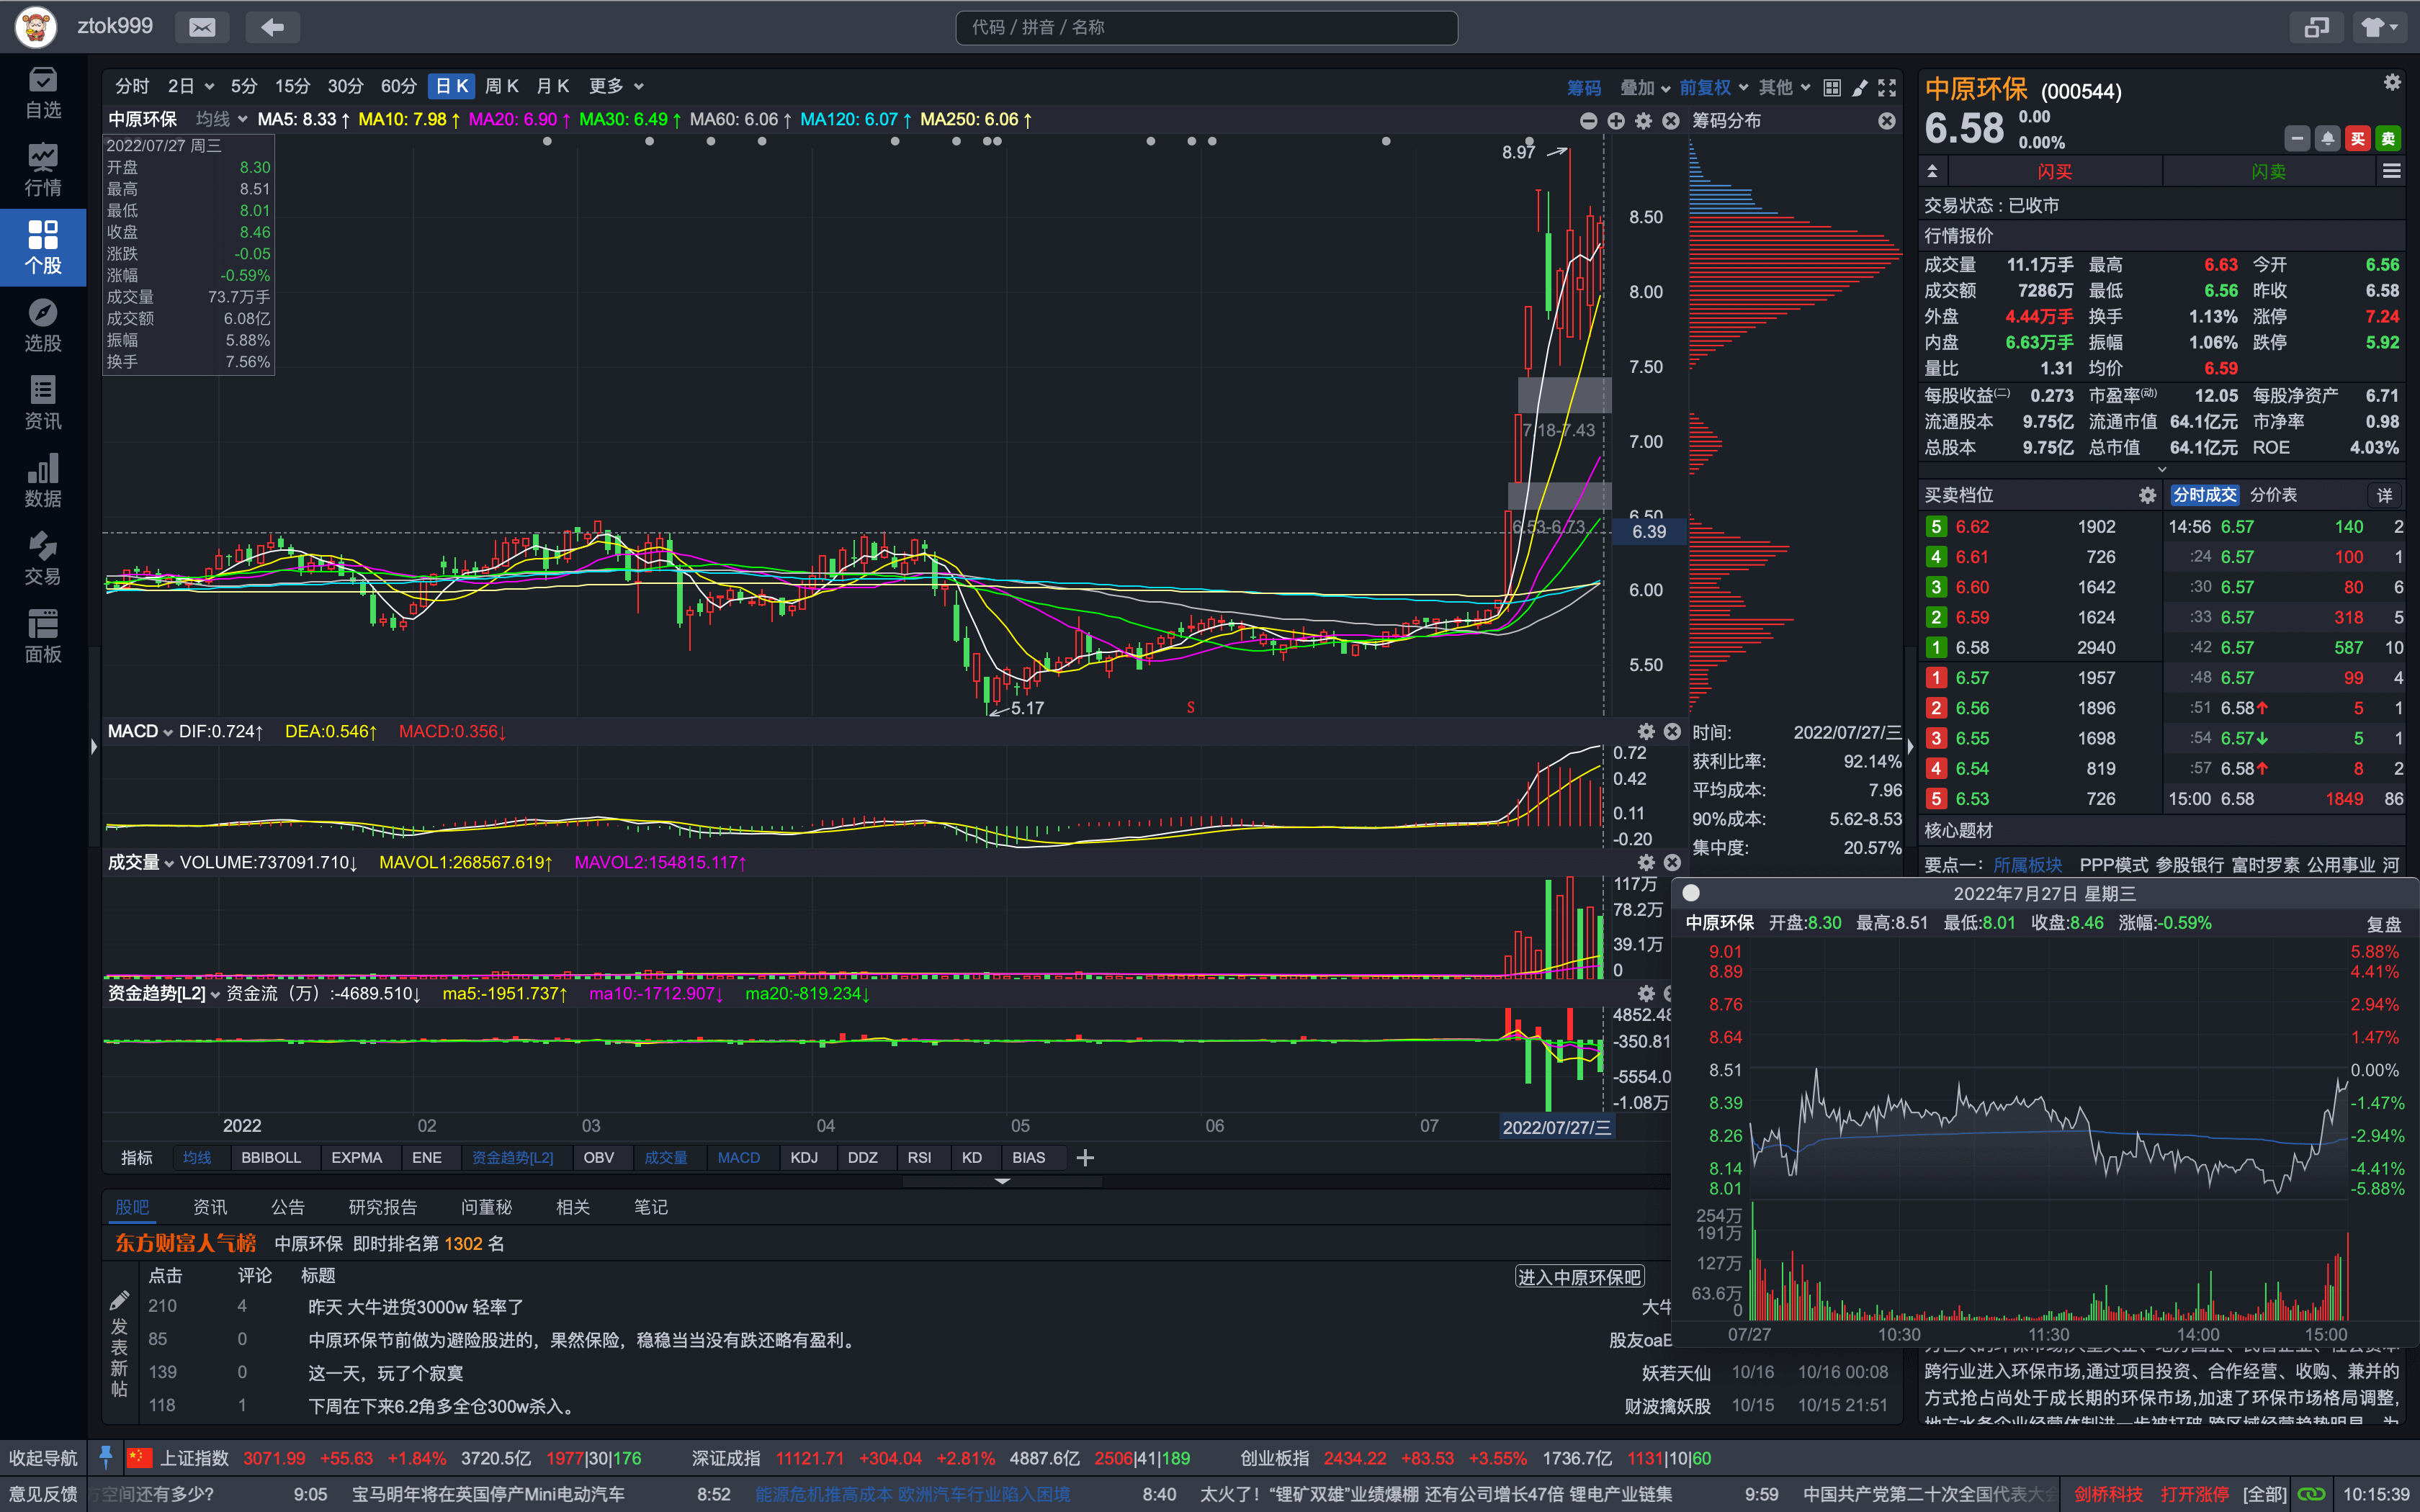 ztok999
代码 / 拼音 / 名称
自选
行情
个股
选股
资讯
数据
交易
面板
分时 2日 5分 15分 30分 60分 日K 周K 月K 更多
筹码 叠加 前复权 其他
中原环保 均线 MA5: 8.33↑ MA10: 7.98↑ MA20: 6.90↑ MA30: 6.49↑ MA60: 6.06↑ MA120: 6.07↑ MA250: 6.06↑
筹码分布
2022/07/27 周三
开盘 8.30
最高 8.51
最低 8.01
收盘 8.46
涨跌 -0.05
涨幅 -0.59%
成交量 73.7万手
成交额 6.08亿
振幅 5.88%
换手 7.56%
8.97
8.50
8.00
7.50
7.18-7.43
7.00
6.50
6.53-6.73
6.39
6.00
5.50
5.17
S
MACD DIF:0.724↑ DEA:0.546↑ MACD:0.356↓
0.72
0.42
0.11
-0.20
时间: 2022/07/27/三
获利比率: 92.14%
平均成本: 7.96
90%成本: 5.62-8.53
集中度: 20.57%
成交量 VOLUME:737091.710↓ MAVOL1:268567.619↑ MAVOL2:154815.117↑
117万
78.2万
39.1万
0
资金趋势[L2] 资金流（万）:-4689.510↓ ma5:-1951.737↑ ma10:-1712.907↓ ma20:-819.234↓
4852.48
-350.81
-5554.0
-1.08万
2022 02 03 04 05 06 07 2022/07/27/三
指标 均线 BBIBOLL EXPMA ENE 资金趋势[L2] OBV 成交量 MACD KDJ DDZ RSI KD BIAS
股吧 资讯 公告 研究报告 问董秘 相关 笔记
东方财富人气榜 中原环保 即时排名第 1302 名
点击 评论 标题
进入中原环保吧
发表新帖
210 4 昨天 大牛进货3000w 轻率了 大牛
85 0 中原环保节前做为避险股进的，果然保险，稳稳当当没有跌还略有盈利。 股友oaE
139 0 这一天，玩了个寂寞 妖若天仙 10/16 10/16 00:08
118 1 下周在下来6.2角多全仓300w杀入。 财波擒妖股 10/15 10/15 21:51
中原环保 (000544)
6.58 0.00
0.00%
买 卖
闪买 闪卖
交易状态 : 已收市
行情报价
成交量 11.1万手 最高 6.63 今开 6.56
成交额 7286万 最低 6.56 昨收 6.58
外盘 4.44万手 换手 1.13% 涨停 7.24
内盘 6.63万手 振幅 1.06% 跌停 5.92
量比 1.31 均价 6.59
每股收益(二) 0.273 市盈率(动) 12.05 每股净资产 6.71
流通股本 9.75亿 流通市值 64.1亿元 市净率 0.98
总股本 9.75亿 总市值 64.1亿元 ROE 4.03%
买卖档位 分时成交 分价表 详
5 6.62 1902 14:56 6.57 140 2
4 6.61 726 :24 6.57 100 1
3 6.60 1642 :30 6.57 80 6
2 6.59 1624 :33 6.57 318 5
1 6.58 2940 :42 6.57 587 10
1 6.57 1957 :48 6.57 99 4
2 6.56 1896 :51 6.58↑ 5 1
3 6.55 1698 :54 6.57↓ 5 1
4 6.54 819 :57 6.58↑ 8 2
5 6.53 726 15:00 6.58 1849 86
核心题材
要点一： 所属板块 PPP模式 参股银行 富时罗素 公用事业 河
2022年7月27日 星期三
中原环保 开盘:8.30 最高:8.51 最低:8.01 收盘:8.46 涨幅:-0.59% 复盘
9.01 5.88%
8.89 4.41%
8.76 2.94%
8.64 1.47%
8.51 0.00%
8.39 -1.47%
8.26 -2.94%
8.14 -4.41%
8.01 -5.88%
254万
191万
127万
63.6万
0
07/27 10:30 11:30 14:00 15:00
跨行业进入环保市场,通过项目投资、合作经营、收购、兼并的
方式抢占尚处于成长期的环保市场,加速了环保市场格局调整,
收起导航 上证指数 3071.99 +55.63 +1.84% 3720.5亿 1977|30|176 深证成指 11121.71 +304.04 +2.81% 4887.6亿 2506|41|189 创业板指 2434.22 +83.53 +3.55% 1736.7亿 1131|10|60
意见反馈 空间还有多少? 9:05 宝马明年将在英国停产Mini电动汽车 8:52 能源危机推高成本 欧洲汽车行业陷入困境 8:40 太火了！“锂矿双雄”业绩爆棚 还有公司增长47倍 锂电产业链集 9:59 中国共产党第二十次全国代表大会 剑桥科技 打开涨停 [全部] 10:15:39